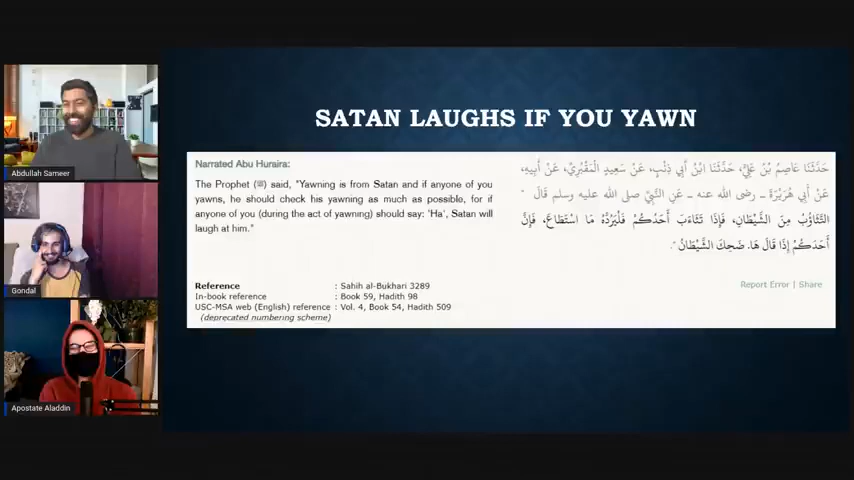 Abdullah Sameer
Gondal
Apostate Aladdin
SATAN LAUGHS IF YOU YAWN
Narrated Abu Huraira:
The Prophet (ﷺ) said, "Yawning is from Satan and if anyone of you
yawns, he should check his yawning as much as possible, for if
anyone of you (during the act of yawning) should say: 'Ha', Satan will
laugh at him."
حَدَّثَنَا عَاصِمُ بْنُ عَلِيٍّ، حَدَّثَنَا ابْنُ أَبِي ذِئْبٍ، عَنْ سَعِيدٍ الْمَقْبُرِيِّ، عَنْ أَبِيهِ،
عَنْ أَبِي هُرَيْرَةَ ـ رضى الله عنه ـ عَنِ النَّبِيِّ صلى الله عليه وسلم قَالَ ‏"‏
التَّثَاؤُبُ مِنَ الشَّيْطَانِ، فَإِذَا تَثَاءَبَ أَحَدُكُمْ فَلْيَرُدَّهُ مَا اسْتَطَاعَ، فَإِنَّ
أَحَدَكُمْ إِذَا قَالَ هَا‏.‏ ضَحِكَ الشَّيْطَانُ ‏"‏‏.‏
Reference : Sahih al-Bukhari 3289
In-book reference : Book 59, Hadith 98
USC-MSA web (English) reference : Vol. 4, Book 54, Hadith 509
(deprecated numbering scheme)
Report Error | Share